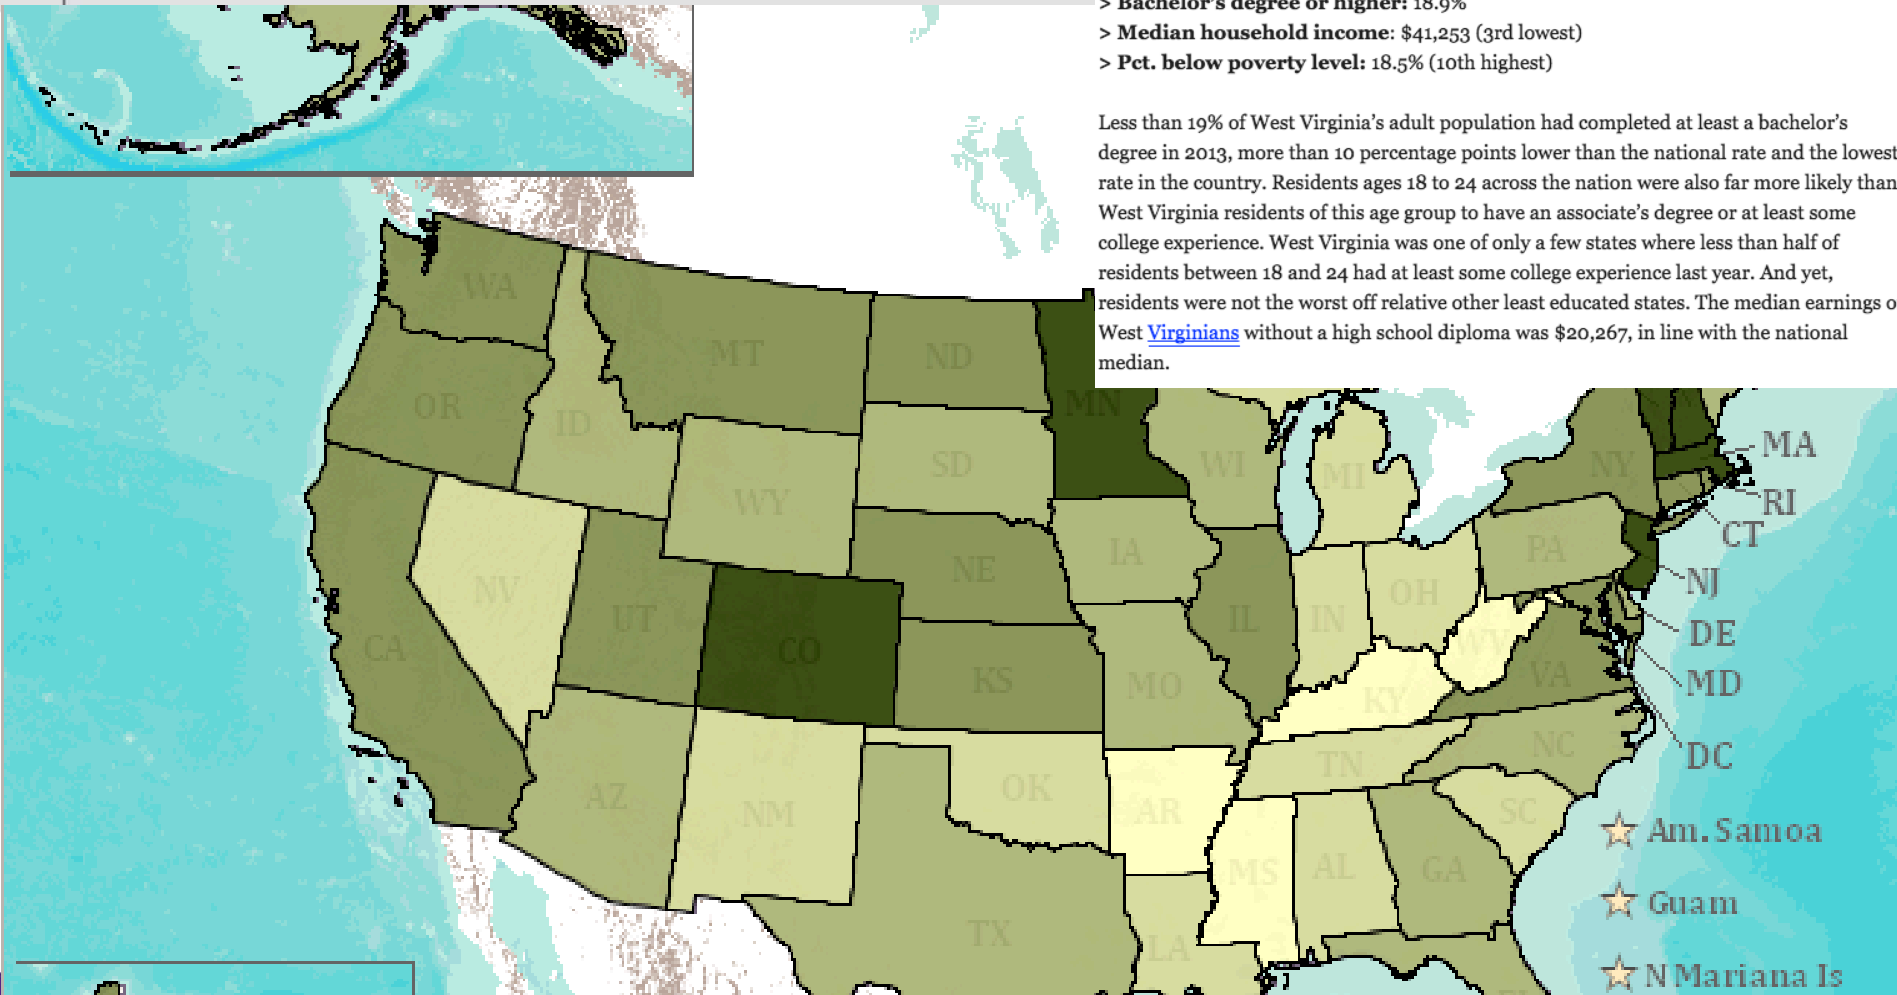 > Bachelor's degree or higher: 18.9%
> Median household income: $41,253 (3rd lowest)
> Pct. below poverty level: 18.5% (10th highest)
Less than 19% of West Virginia's adult population had completed at least a bachelor's
degree in 2013, more than 10 percentage points lower than the national rate and the lowest
rate in the country. Residents ages 18 to 24 across the nation were also far more likely than
West Virginia residents of this age group to have an associate's degree or at least some
college experience. West Virginia was one of only a few states where less than half of
residents between 18 and 24 had at least some college experience last year. And yet,
residents were not the worst off relative other least educated states. The median earnings o
West Virginians without a high school diploma was $20,267, in line with the national
median.
WA
MT
ND
MN
OR
ID
SD
WI
MI
NY
MA
WY
RI
CT
NV
UT
NE
IA
PA
NJ
CO
IL
IN
OH
WV
DE
CA
KS
MO
KY
VA
MD
AZ
NM
OK
AR
TN
NC
DC
SC
Am. Samoa
TX
LA
MS
AL
GA
Guam
N Mariana Is